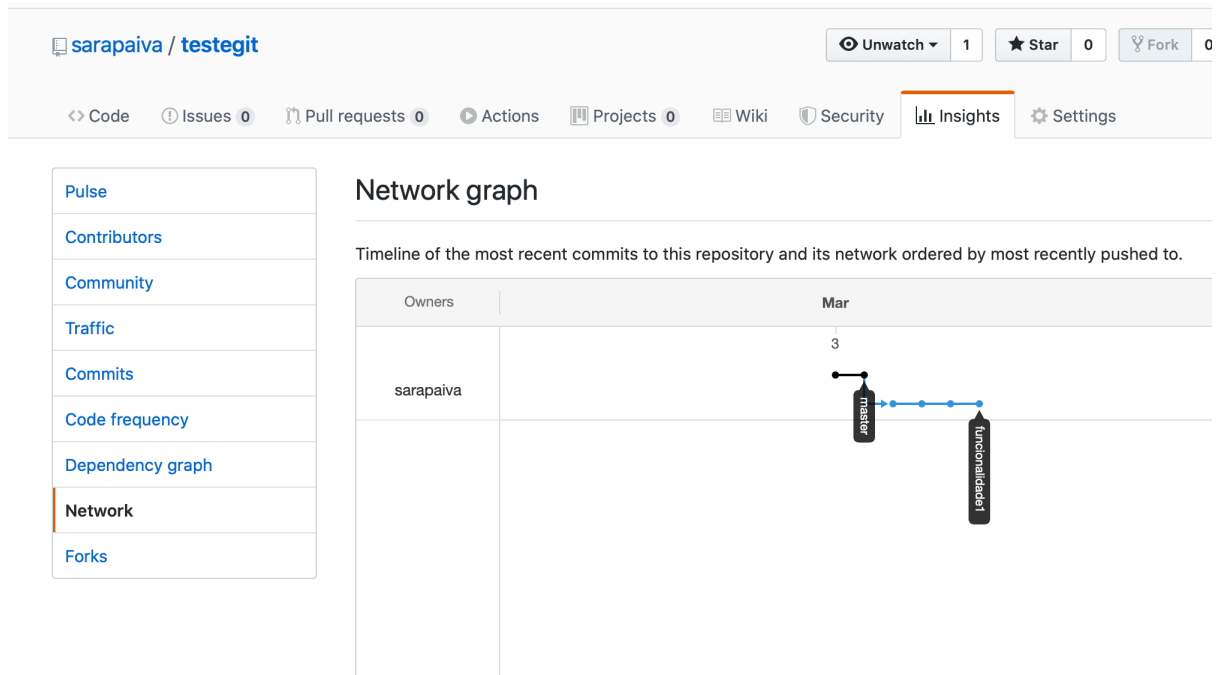 sarapaiva / testegit
Unwatch 1 Star 0 Fork 0
Code Issues 0 Pull requests 0 Actions Projects 0 Wiki Security Insights Settings
Pulse
Contributors
Community
Traffic
Commits
Code frequency
Dependency graph
Network
Forks
Network graph
Timeline of the most recent commits to this repository and its network ordered by most recently pushed to.
Owners Mar
3
sarapaiva
master
funcionalidade1